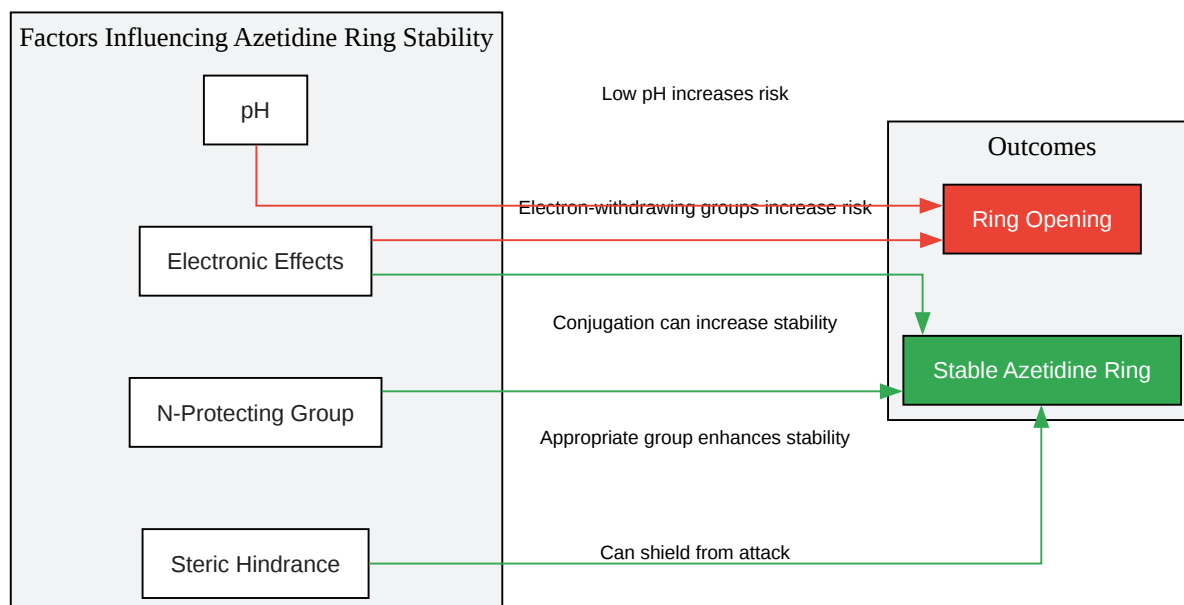 Factors Influencing Azetidine Ring Stability
pH
Low pH increases risk
Outcomes
Electron-withdrawing groups increase risk
Ring Opening
Electronic Effects
Conjugation can increase stability
Stable Azetidine Ring
N-Protecting Group
Appropriate group enhances stability
Steric Hindrance
Can shield from attack